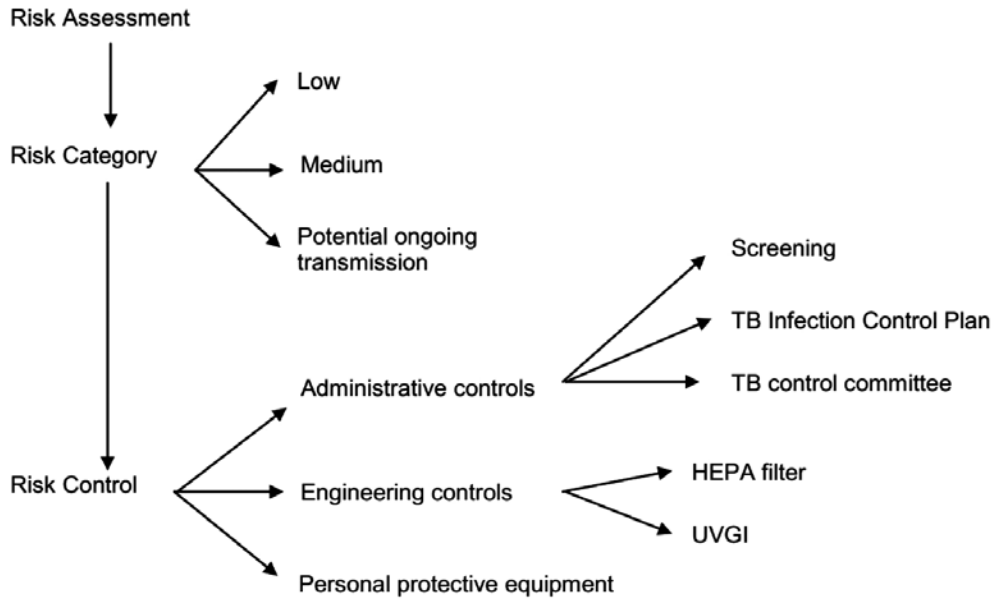 Risk Assessment
Low
Risk Category
Medium
Potential ongoing
transmission
Screening
TB Infection Control Plan
TB control committee
Administrative controls
Risk Control
Engineering controls
HEPA filter
UVGI
Personal protective equipment